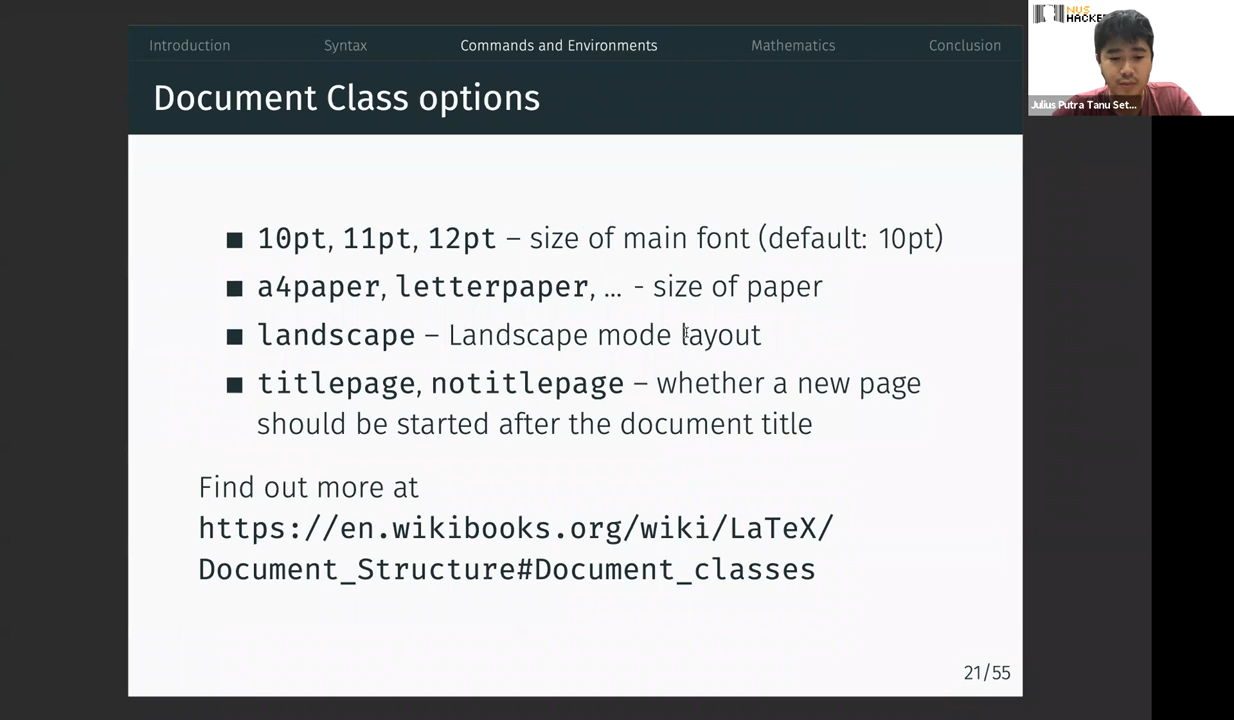 Introduction Syntax Commands and Environments Mathematics Conclusion
Document Class options
■ 10pt, 11pt, 12pt – size of main font (default: 10pt)
■ a4paper, letterpaper, ... - size of paper
■ landscape – Landscape mode layout
■ titlepage, notitlepage – whether a new page
should be started after the document title
Find out more at
https://en.wikibooks.org/wiki/LaTeX/
Document_Structure#Document_classes
21/55
NUS
HACKE
Julius Putra Tanu Set...